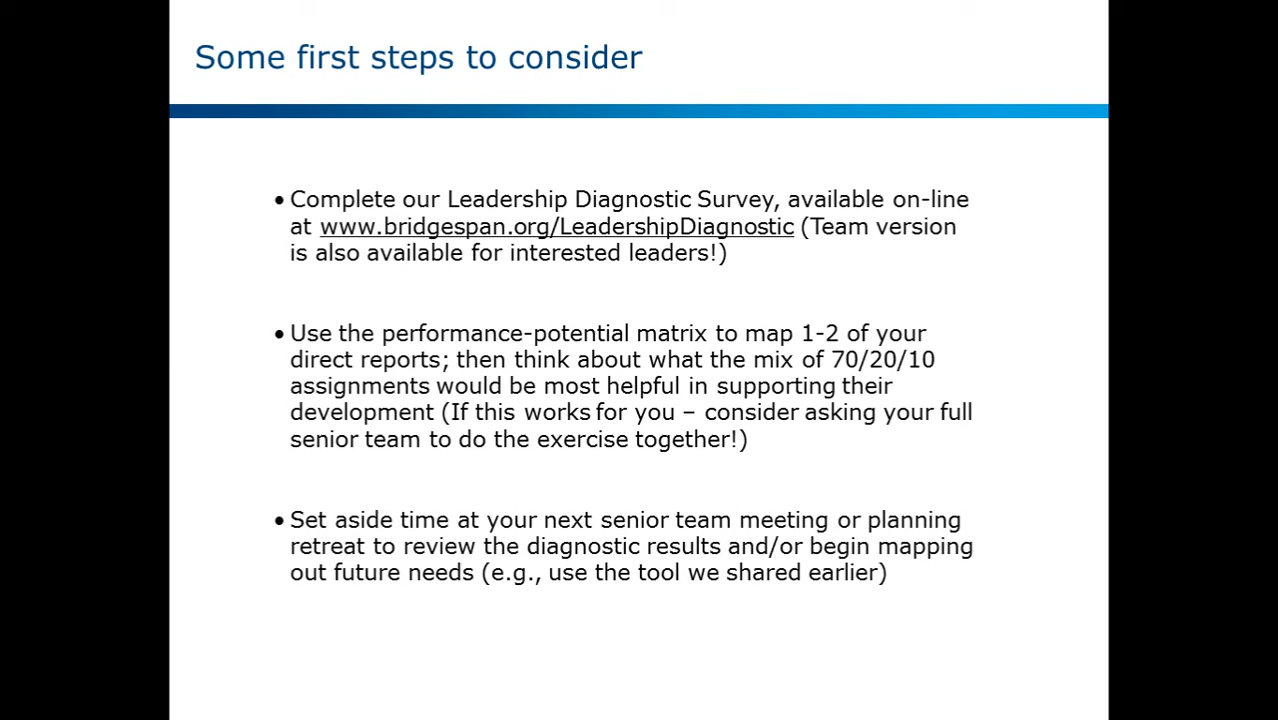 Some first steps to consider
• Complete our Leadership Diagnostic Survey, available on-line
at www.bridgespan.org/LeadershipDiagnostic (Team version
is also available for interested leaders!)
• Use the performance-potential matrix to map 1-2 of your
direct reports; then think about what the mix of 70/20/10
assignments would be most helpful in supporting their
development (If this works for you – consider asking your full
senior team to do the exercise together!)
• Set aside time at your next senior team meeting or planning
retreat to review the diagnostic results and/or begin mapping
out future needs (e.g., use the tool we shared earlier)